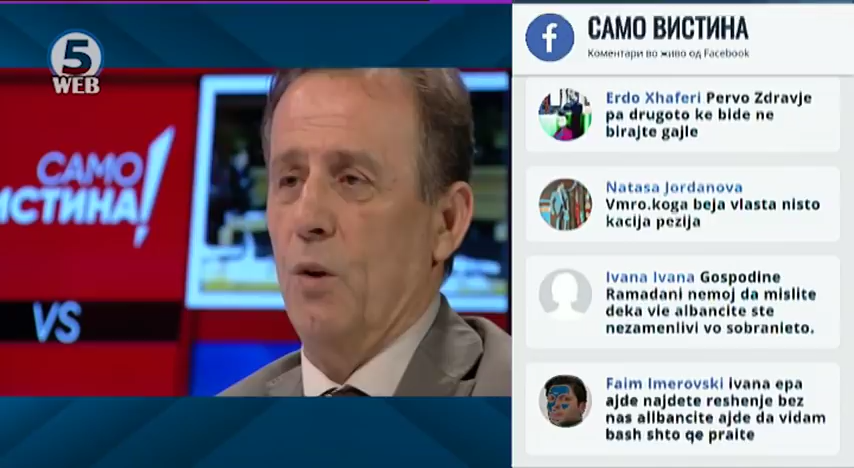 5
WEB
САМО
ИСТИНА!
VS
f
САМО ВИСТИНА
Коментари во живо од Facebook
Erdo Xhaferi Pervo Zdravje
pa drugoto ke bide ne
birajte gajle
Natasa Jordanova
Vmro.koga beja vlasta nisto
kacija pezija
Ivana Ivana Gospodine
Ramadani nemoj da mislite
deka vie albancite ste
nezamenlivi vo sobranieto.
Faim Imerovski ivana epa
ajde najdete reshenje bez
nas allbancite ajde da vidam
bash shto qe praite